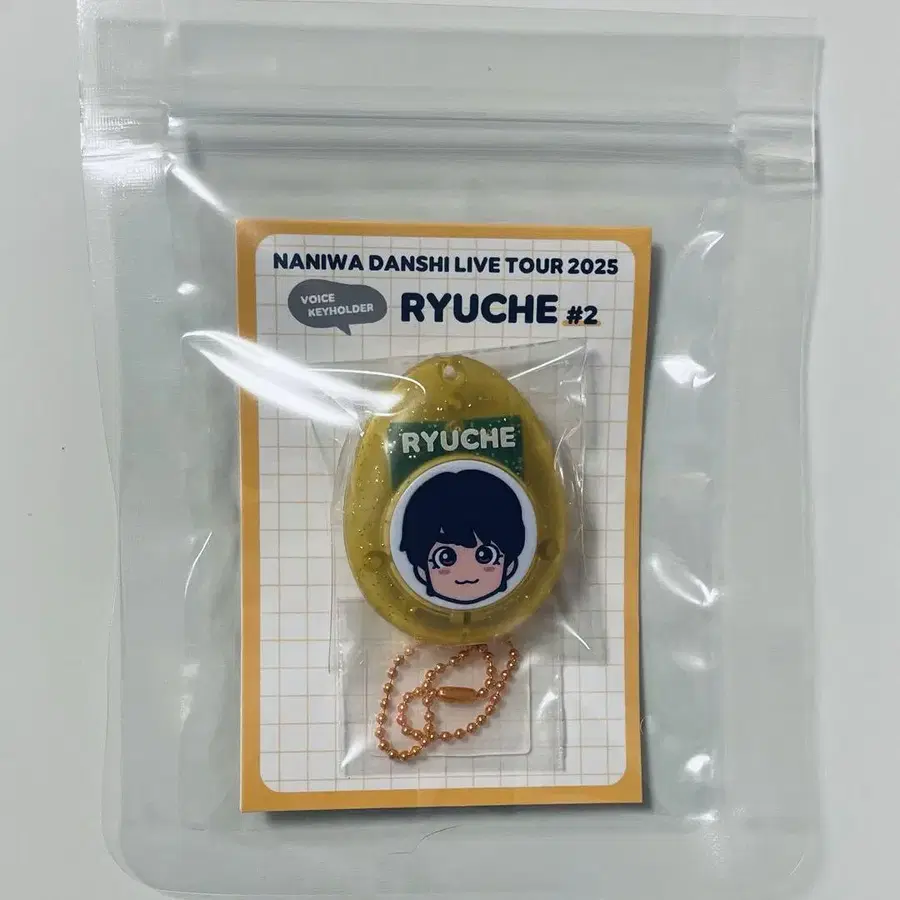 NANIWA DANSHI LIVE TOUR 2025
VOICE
KEYHOLDER
RYUCHE #2
RYUCHE